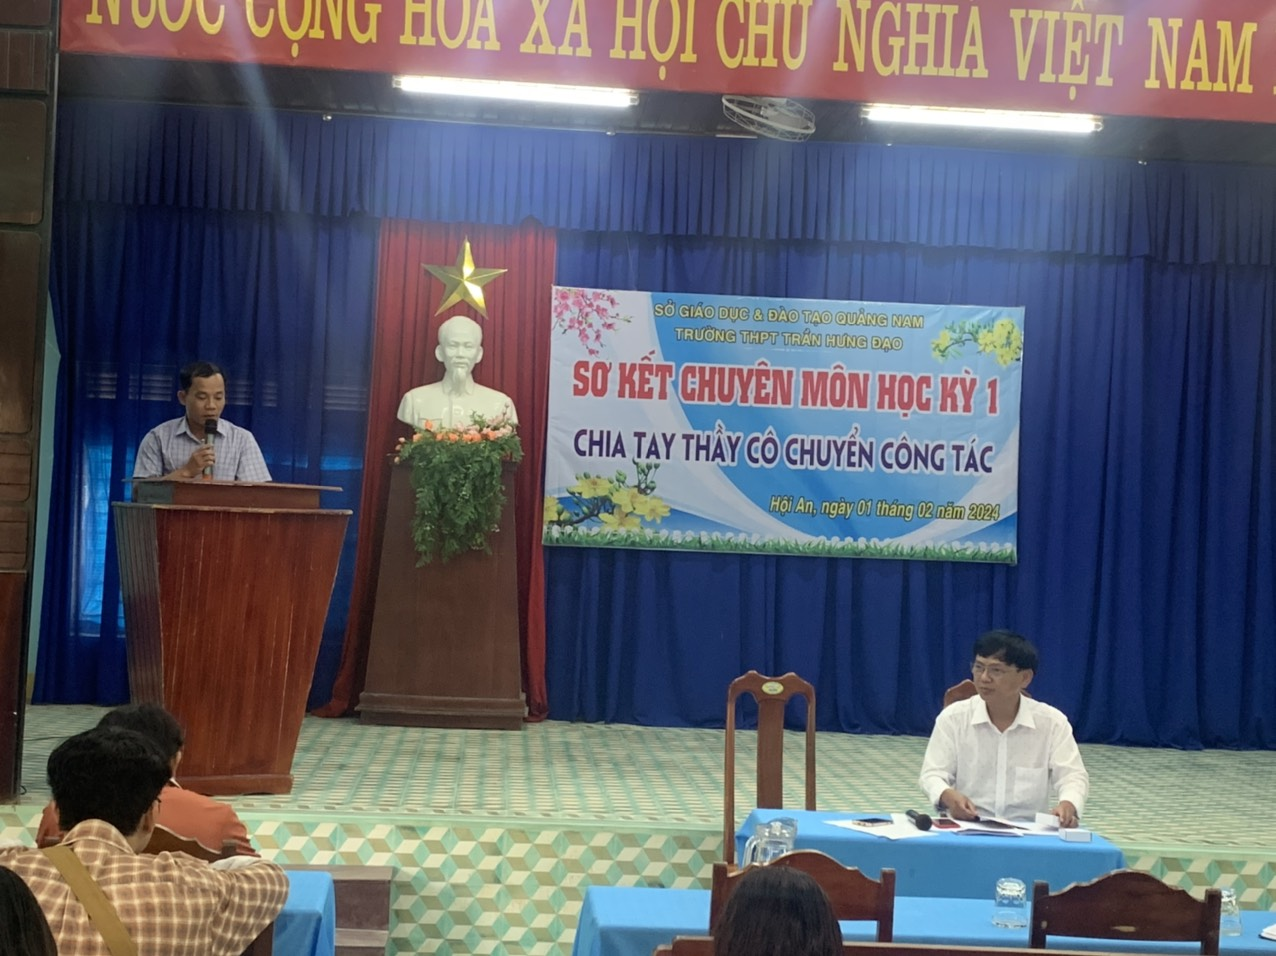 NƯỚC CỘNG HÒA XÃ HỘI CHỦ NGHĨA VIỆT NAM
SỞ GIÁO DỤC & ĐÀO TẠO QUẢNG NAM
TRƯỜNG THPT TRẦN HƯNG ĐẠO
SƠ KẾT CHUYÊN MÔN HỌC KỲ 1
CHIA TAY THẦY CÔ CHUYỂN CÔNG TÁC
Hội An, ngày 01 tháng 02 năm 2024